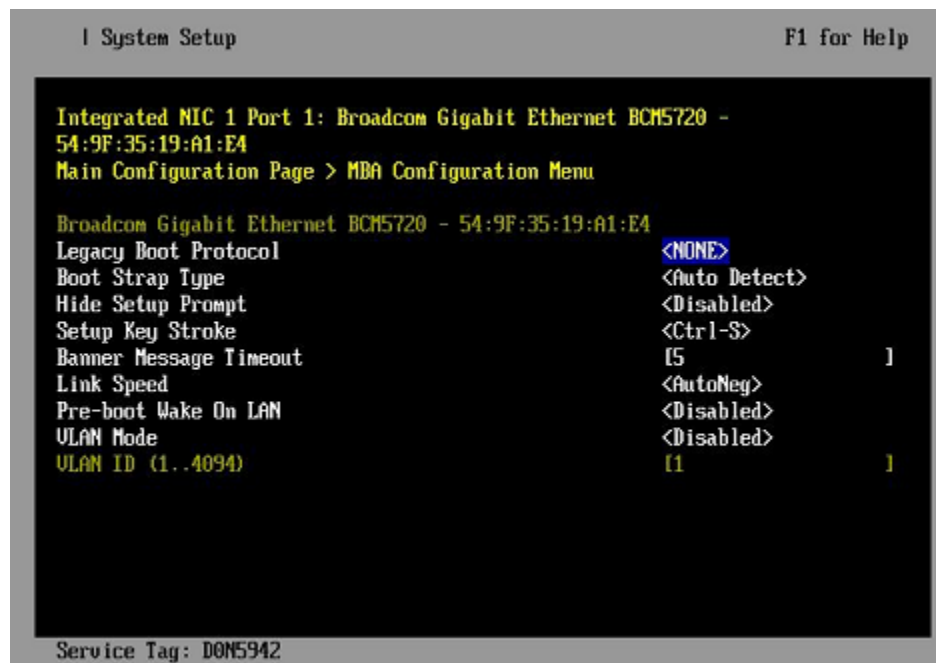 | System Setup F1 for Help
Integrated NIC 1 Port 1: Broadcom Gigabit Ethernet BCM5720 -
54:9F:35:19:A1:E4
Main Configuration Page > MBA Configuration Menu
Broadcom Gigabit Ethernet BCM5720 - 54:9F:35:19:A1:E4
Legacy Boot Protocol <NONE>
Boot Strap Type <Auto Detect>
Hide Setup Prompt <Disabled>
Setup Key Stroke <Ctrl-S>
Banner Message Timeout [5 ]
Link Speed <AutoNeg>
Pre-boot Wake On LAN <Disabled>
VLAN Mode <Disabled>
VLAN ID (1..4094) [1 ]
Service Tag: D0N5942